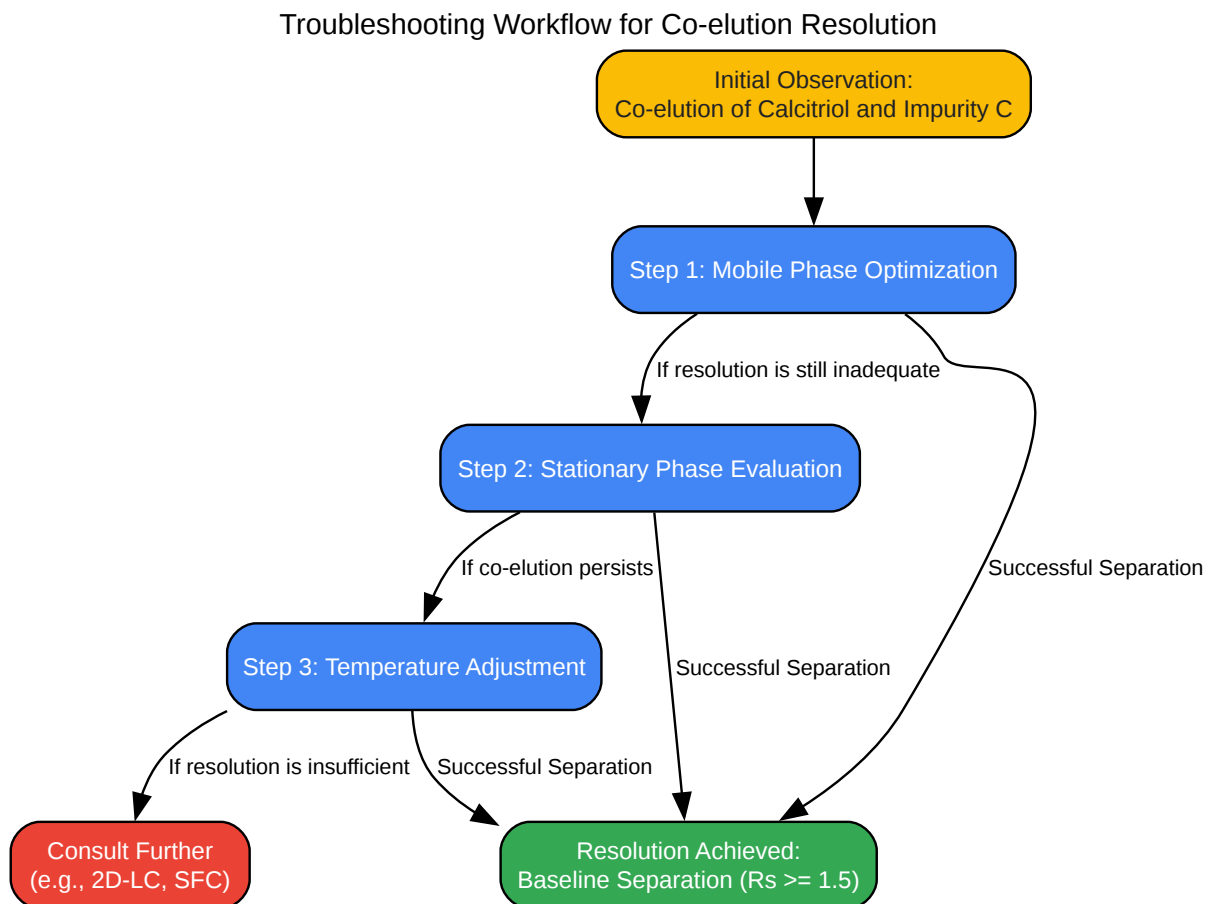 Troubleshooting Workflow for Co-elution Resolution
Initial Observation:
Co-elution of Calcitriol and Impurity C
Step 1: Mobile Phase Optimization
If resolution is still inadequate
Step 2: Stationary Phase Evaluation
If co-elution persists
Successful Separation
Step 3: Temperature Adjustment
Successful Separation
If resolution is insufficient
Successful Separation
Consult Further
(e.g., 2D-LC, SFC)
Resolution Achieved:
Baseline Separation (Rs >= 1.5)